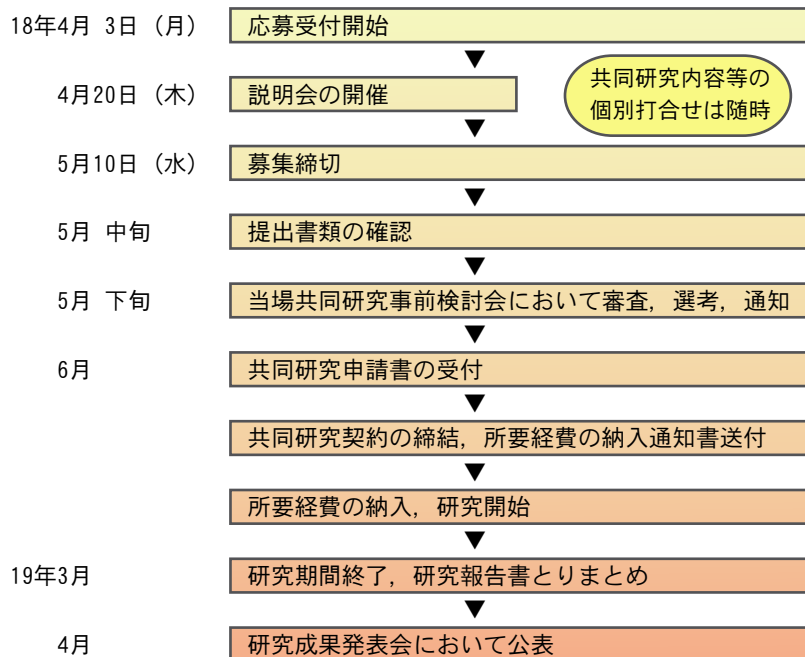 18年4月 3日（月） 応募受付開始
4月20日（木） 説明会の開催
共同研究内容等の
個別打合せは随時
5月10日（水） 募集締切
5月 中旬 提出書類の確認
5月 下旬 当場共同研究事前検討会において審査，選考，通知
6月 共同研究申請書の受付
共同研究契約の締結，所要経費の納入通知書送付
所要経費の納入，研究開始
19年3月 研究期間終了，研究報告書とりまとめ
4月 研究成果発表会において公表